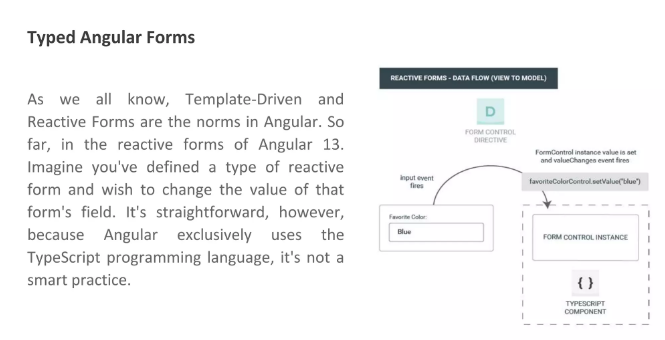 Typed Angular Forms
As we all know, Template-Driven and
Reactive Forms are the norms in Angular. So
far, in the reactive forms of Angular 13.
Imagine you've defined a type of reactive
form and wish to change the value of that
form's field. It's straightforward, however,
because Angular exclusively uses the
TypeScript programming language, it's not a
smart practice.
REACTIVE FORMS - DATA FLOW (VIEW TO MODEL)
D
FORM CONTROL
DIRECTIVE
FormControl instance value is set
and valueChanges event fires
input event
fires
favoriteColorControl.setValue("blue")
Favorite Color:
Blue
FORM CONTROL INSTANCE
{ }
TYPESCRIPT
COMPONENT